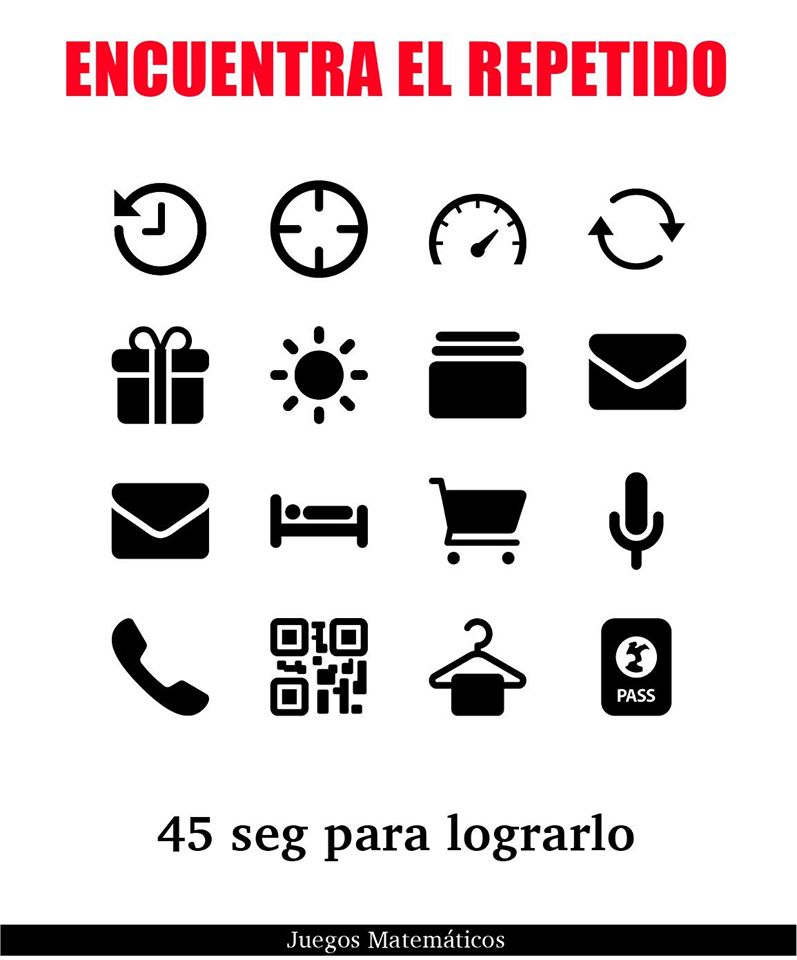 ENCUENTRA EL REPETIDO
PASS
45 seg para lograrlo
Juegos Matemáticos